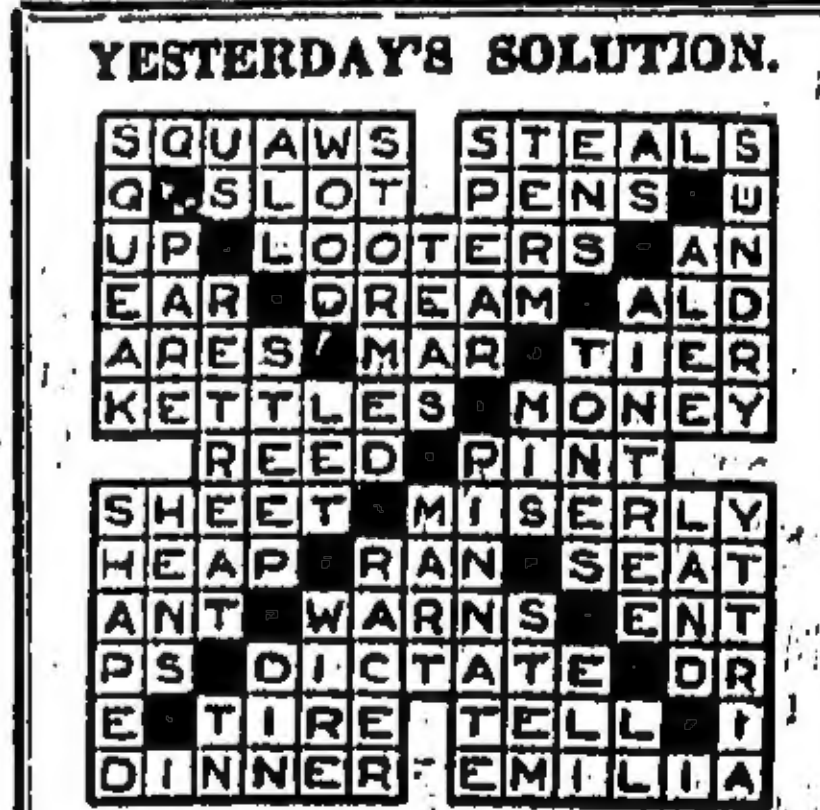 YESTERDAY'S SOLUTION.
SQUAWS STEALS
Q SLOT PENS U
UP LOOTERS AN
EAR DREAM ALD
ARES MAR TIER
KETTLES MONEY
REED PINT
SHEET MISERLY
HEAP RAN SEAT
ANT WARNS ENT
PS DICTATE DR
E TIRE TELL I
DINNER EMILIA